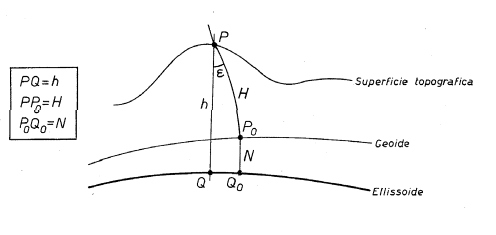 P
ε
PQ = h
PP₀ = H
P₀Q₀ = N
h
H
Superficie topografica
P₀
Geoide
N
Q
Q₀
Ellissoide